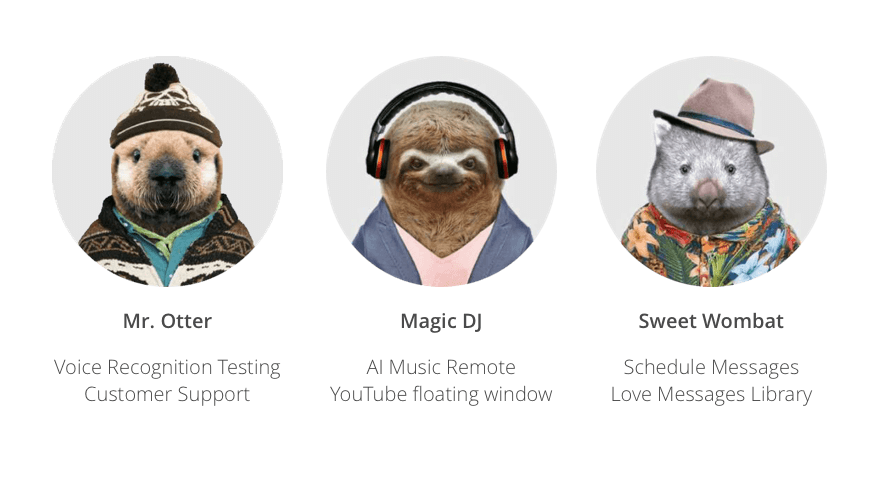 Mr. Otter
Voice Recognition Testing
Customer Support
Magic DJ
AI Music Remote
YouTube floating window
Sweet Wombat
Schedule Messages
Love Messages Library